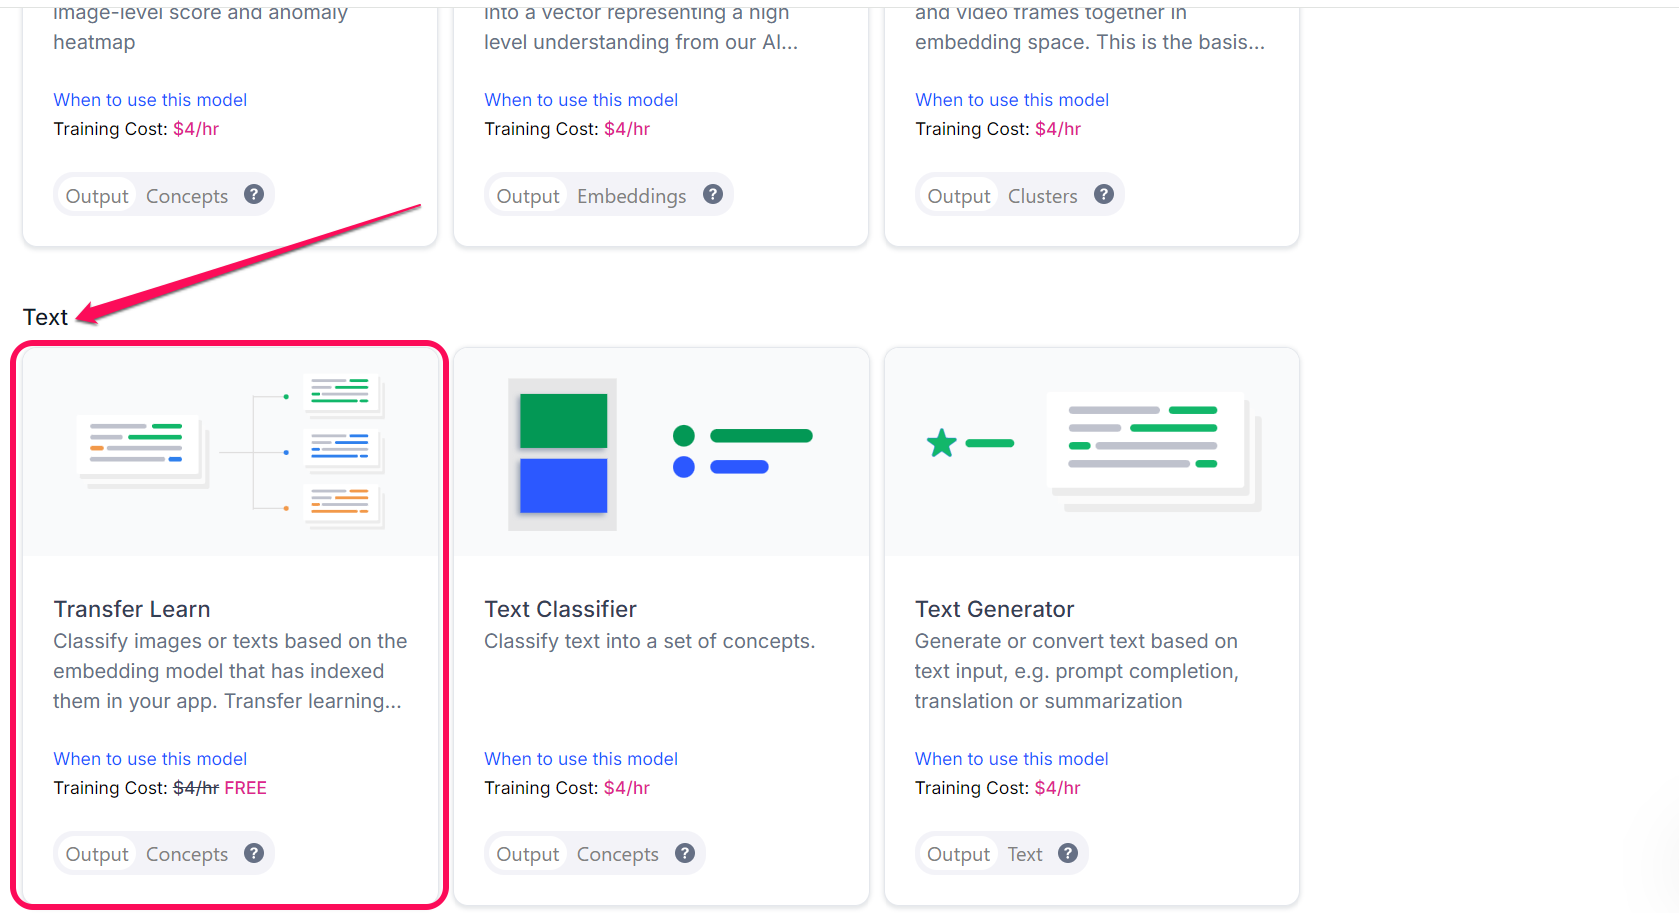 image-level score and anomaly
heatmap
When to use this model
Training Cost: $4/hr
Output Concepts ?
into a vector representing a high
level understanding from our AI...
When to use this model
Training Cost: $4/hr
Output Embeddings ?
and video frames together in
embedding space. This is the basis...
When to use this model
Training Cost: $4/hr
Output Clusters ?
Text
Transfer Learn
Classify images or texts based on the
embedding model that has indexed
them in your app. Transfer learning...
When to use this model
Training Cost: $4/hr FREE
Output Concepts ?
Text Classifier
Classify text into a set of concepts.
When to use this model
Training Cost: $4/hr
Output Concepts ?
Text Generator
Generate or convert text based on
text input, e.g. prompt completion,
translation or summarization
When to use this model
Training Cost: $4/hr
Output Text ?